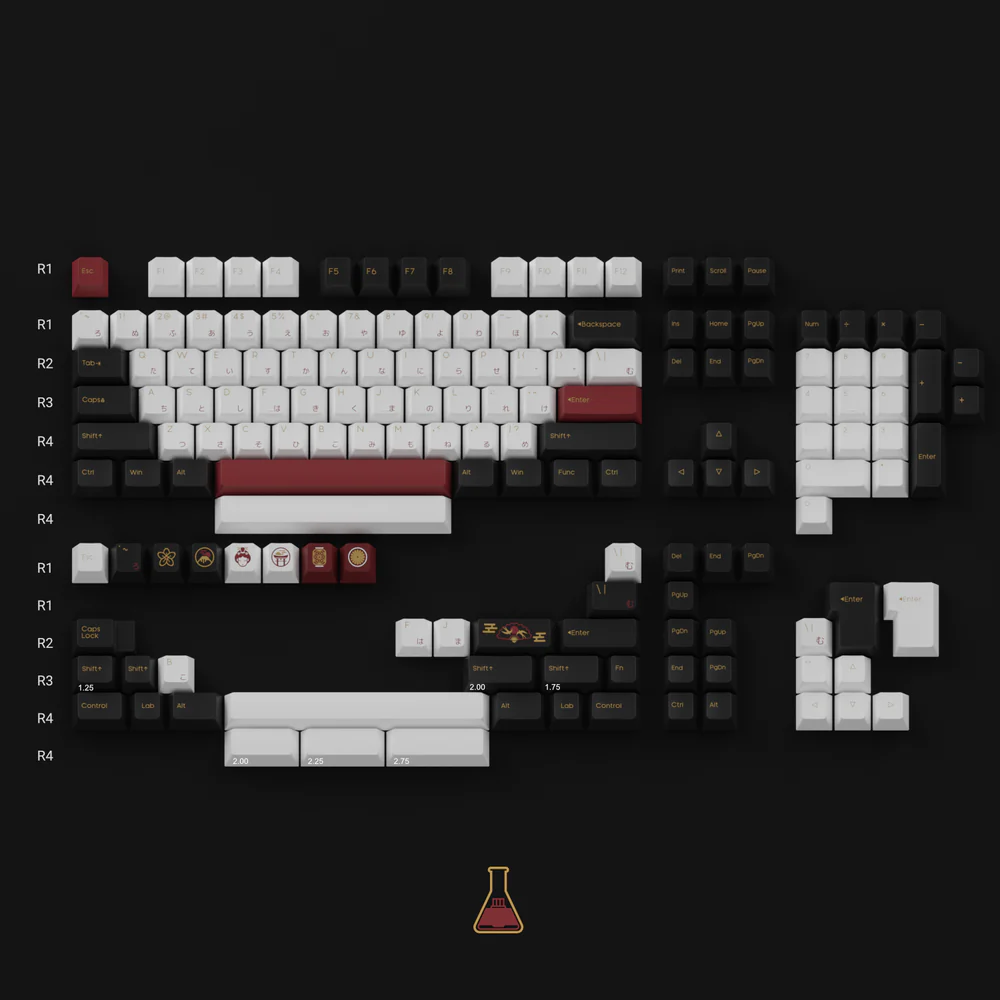 R1 Esc F1 F2 F3 F4 F5 F6 F7 F8 F9 F10 F11 F12 Print Scroll Pause
R1 ろ ぬ ふ あ う え お や ゆ よ わ ほ へ ◂Backspace Ins Home PgUp Num + × −
R2 Tab→ Q た W て E い R す T か Y ん U な I に O ら P せ む Del End PgDn + −
R3 Caps A ち S と D し F は G き H く J ま K の L り れ け ◂Enter +
R4 Shift↑ Z つ X さ C そ V ひ B こ N み M も ね る め Shift↑ △ Enter
R4 Ctrl Win Alt Alt Win Func Ctrl ◁ ▽ ▷
R4
R1 Esc ろ \| む Del End PgDn
R1 \| む PgUp ◂Enter ◂Enter
R2 Caps Lock F は J ま ◂Enter PgDn PgUp \| む
R3 Shift↑ Shift↑ B こ Shift↑ Shift↑ Fn End PgDn △
1.25 2.00 1.75
R4 Control Lab Alt Alt Lab Control Ctrl Alt ◁ ▽ ▷
R4 2.00 2.25 2.75